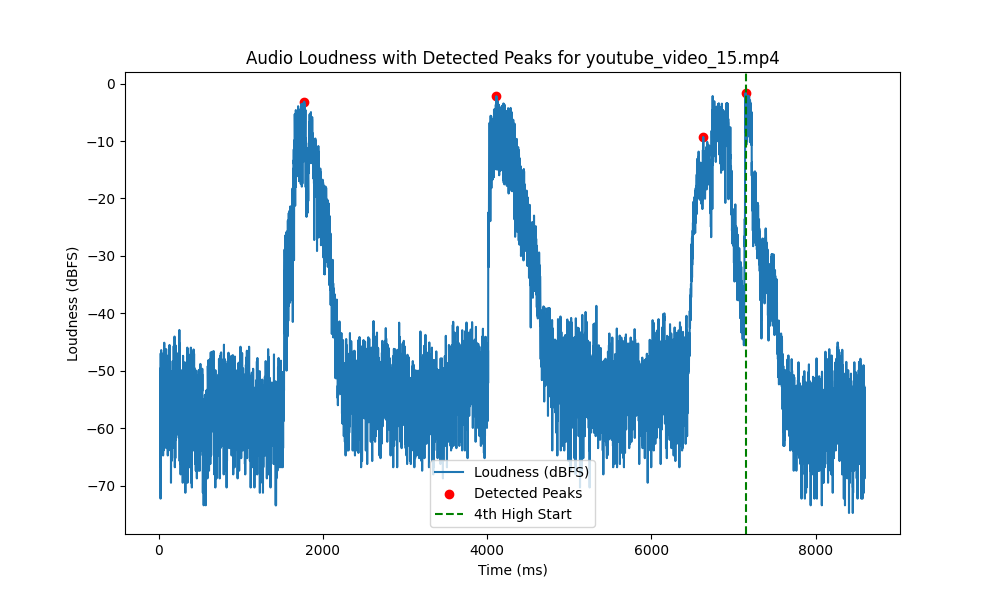 Audio Loudness with Detected Peaks for youtube_video_15.mp4
0
−10
−20
−30
−40
−50
−60
−70
Loudness (dBFS)
Loudness (dBFS)
Detected Peaks
4th High Start
0
2000
4000
6000
8000
Time (ms)